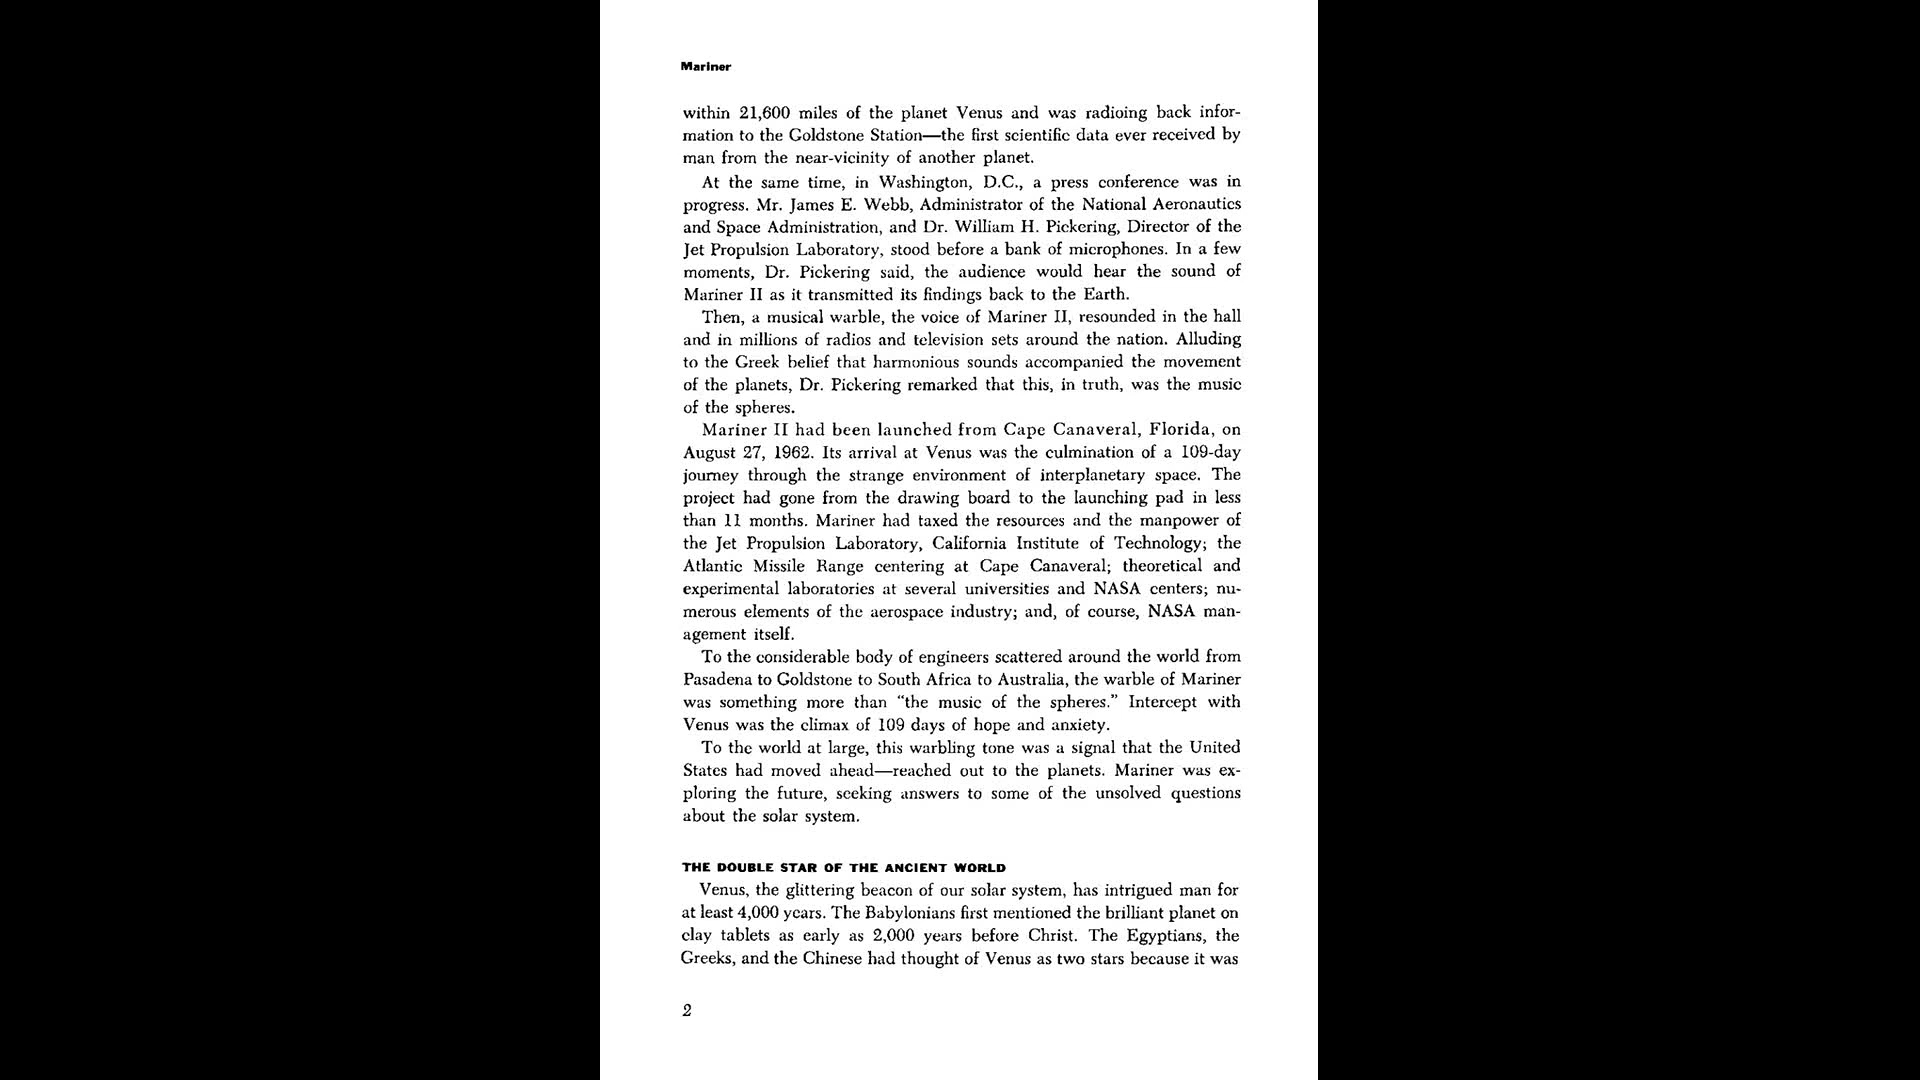 Mariner
within 21,600 miles of the planet Venus and was radioing back infor-
mation to the Goldstone Station—the first scientific data ever received by
man from the near-vicinity of another planet.
At the same time, in Washington, D.C., a press conference was in
progress. Mr. James E. Webb, Administrator of the National Aeronautics
and Space Administration, and Dr. William H. Pickering, Director of the
Jet Propulsion Laboratory, stood before a bank of microphones. In a few
moments, Dr. Pickering said, the audience would hear the sound of
Mariner II as it transmitted its findings back to the Earth.
Then, a musical warble, the voice of Mariner II, resounded in the hall
and in millions of radios and television sets around the nation. Alluding
to the Greek belief that harmonious sounds accompanied the movement
of the planets, Dr. Pickering remarked that this, in truth, was the music
of the spheres.
Mariner II had been launched from Cape Canaveral, Florida, on
August 27, 1962. Its arrival at Venus was the culmination of a 109-day
journey through the strange environment of interplanetary space. The
project had gone from the drawing board to the launching pad in less
than 11 months. Mariner had taxed the resources and the manpower of
the Jet Propulsion Laboratory, California Institute of Technology; the
Atlantic Missile Range centering at Cape Canaveral; theoretical and
experimental laboratories at several universities and NASA centers; nu-
merous elements of the aerospace industry; and, of course, NASA man-
agement itself.
To the considerable body of engineers scattered around the world from
Pasadena to Goldstone to South Africa to Australia, the warble of Mariner
was something more than “the music of the spheres.” Intercept with
Venus was the climax of 109 days of hope and anxiety.
To the world at large, this warbling tone was a signal that the United
States had moved ahead—reached out to the planets. Mariner was ex-
ploring the future, seeking answers to some of the unsolved questions
about the solar system.
THE DOUBLE STAR OF THE ANCIENT WORLD
Venus, the glittering beacon of our solar system, has intrigued man for
at least 4,000 years. The Babylonians first mentioned the brilliant planet on
clay tablets as early as 2,000 years before Christ. The Egyptians, the
Greeks, and the Chinese had thought of Venus as two stars because it was
2